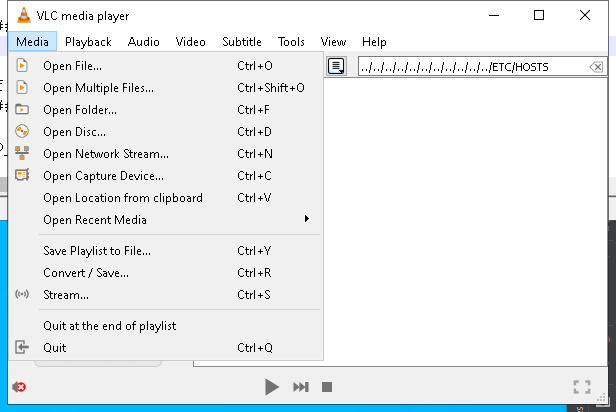 VLC media player
Media Playback Audio Video Subtitle Tools View Help
../../../../../../../../../../../ETC/HOSTS
Open File... Ctrl+O
Open Multiple Files... Ctrl+Shift+O
Open Folder... Ctrl+F
Open Disc... Ctrl+D
Open Network Stream... Ctrl+N
Open Capture Device... Ctrl+C
Open Location from clipboard Ctrl+V
Open Recent Media
Save Playlist to File... Ctrl+Y
Convert / Save... Ctrl+R
Stream... Ctrl+S
Quit at the end of playlist
Quit Ctrl+Q